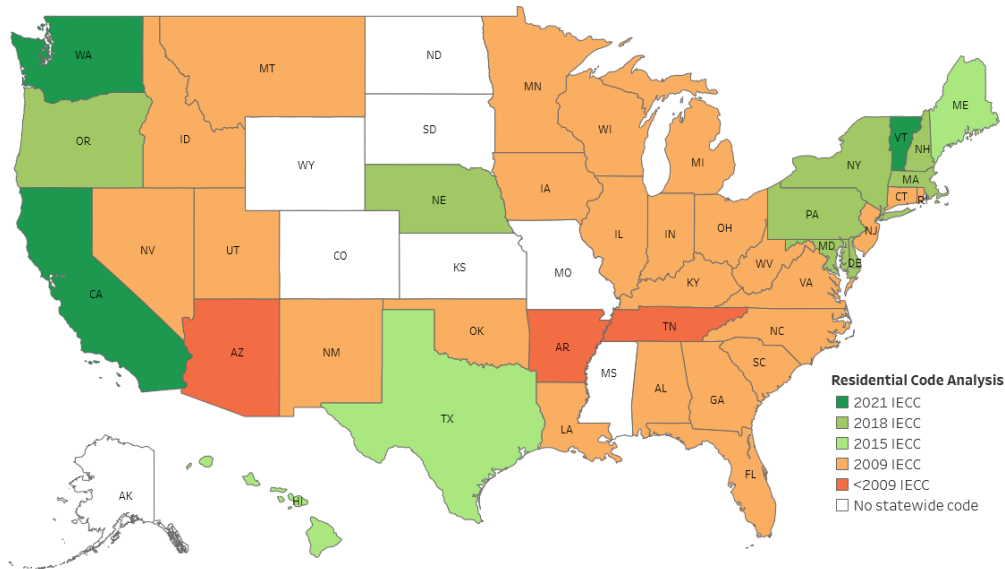 WA
MT
ND
MN
ME
OR
ID
SD
WI
MI
VT
NH
NY
MA
WY
IA
NE
PA
CT
RI
NJ
NV
UT
CO
KS
MO
IL
IN
OH
WV
MD
DE
VA
KY
CA
AZ
NM
OK
AR
TN
NC
SC
MS
AL
GA
TX
LA
FL
AK
HI
Residential Code Analysis
2021 IECC
2018 IECC
2015 IECC
2009 IECC
<2009 IECC
No statewide code